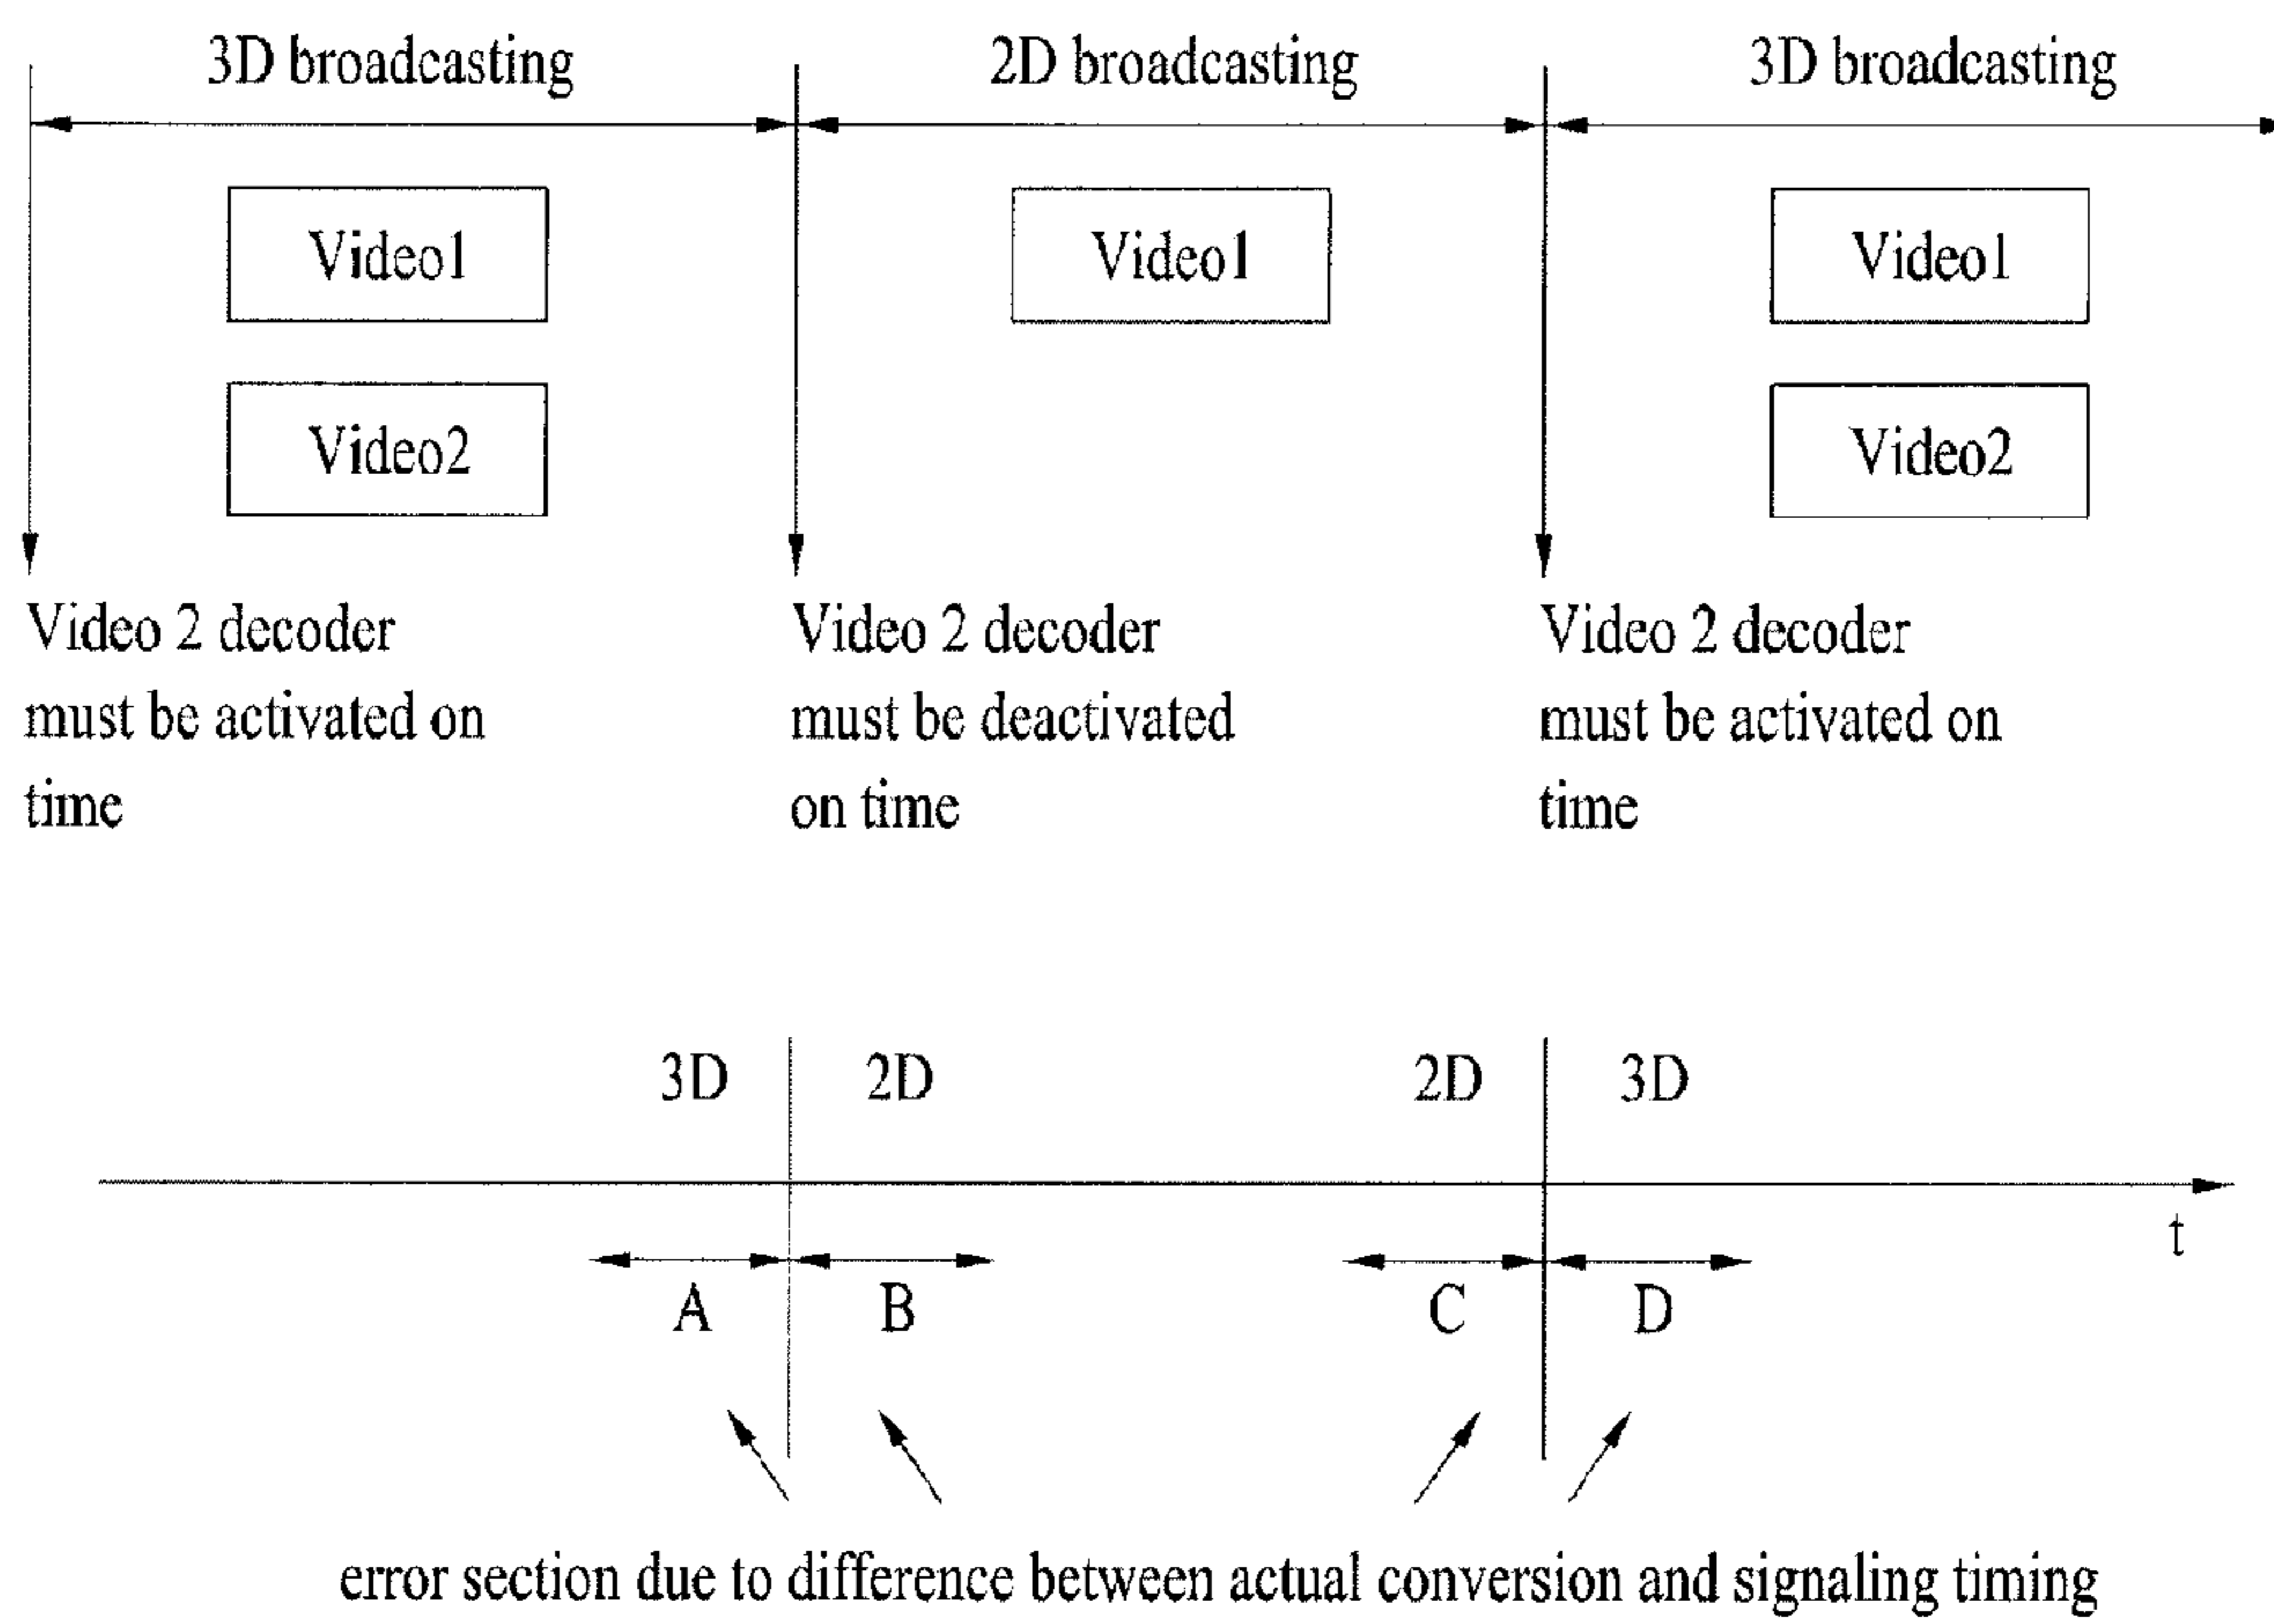 3D broadcasting
2D broadcasting
3D broadcasting
Video1
Video1
Video1
Video2
Video2
Video 2 decoder
must be activated on
time
Video 2 decoder
must be deactivated
on time
Video 2 decoder
must be activated on
time
3D
2D
2D
3D
t
A
B
C
D
error section due to difference between actual conversion and signaling timing